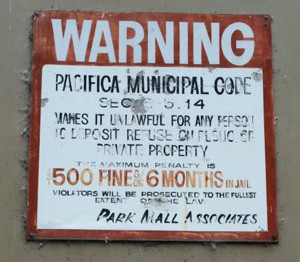 WARNING
PACIFICA MUNICIPAL CODE
MAKES IT UNLAWFUL FOR ANY PERSON
TO DEPOSIT REFUSE ON PUBLIC OR
PRIVATE PROPERTY
THE MAXIMUM PENALTY IS
$500 FINE & 6 MONTHS IN JAIL
VIOLATORS WILL BE PROSECUTED TO THE FULLEST
EXTENT OF THE LAW
PARK MALL ASSOCIATES